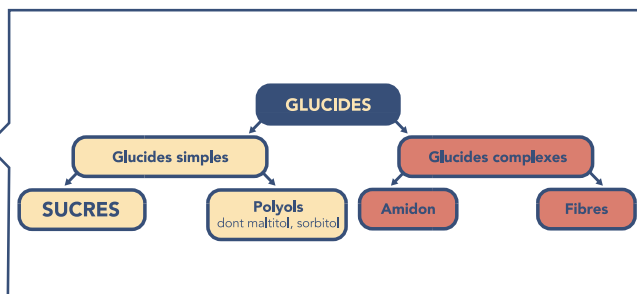 GLUCIDES
Glucides simples
Glucides complexes
SUCRES
Polyols
dont maltitol, sorbitol
Amidon
Fibres